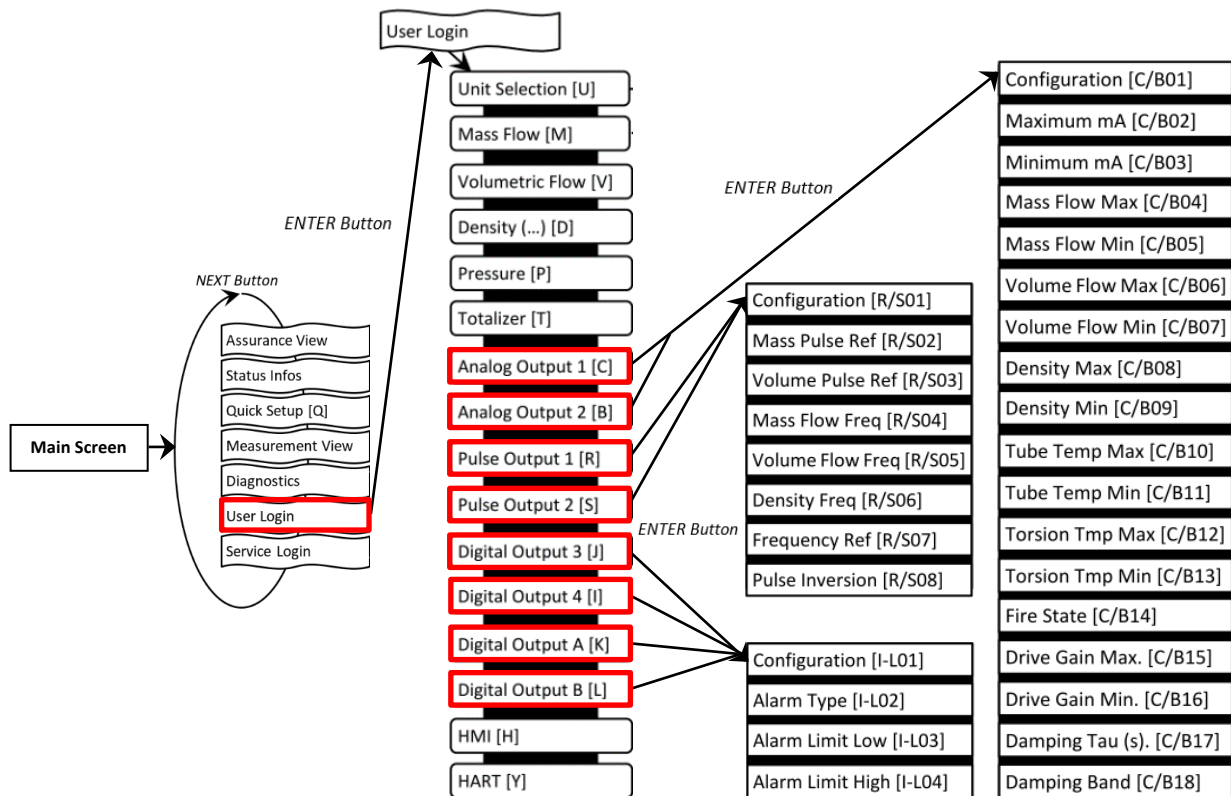 Main Screen
NEXT Button
Assurance View
Status Infos
Quick Setup [Q]
Measurement View
Diagnostics
User Login
Service Login
ENTER Button
User Login
Unit Selection [U]
Mass Flow [M]
Volumetric Flow [V]
Density (...) [D]
Pressure [P]
Totalizer [T]
Analog Output 1 [C]
Analog Output 2 [B]
Pulse Output 1 [R]
Pulse Output 2 [S]
Digital Output 3 [J]
Digital Output 4 [I]
Digital Output A [K]
Digital Output B [L]
HMI [H]
HART [Y]
ENTER Button
ENTER Button
Configuration [R/S01]
Mass Pulse Ref [R/S02]
Volume Pulse Ref [R/S03]
Mass Flow Freq [R/S04]
Volume Flow Freq [R/S05]
Density Freq [R/S06]
Frequency Ref [R/S07]
Pulse Inversion [R/S08]
Configuration [I-L01]
Alarm Type [I-L02]
Alarm Limit Low [I-L03]
Alarm Limit High [I-L04]
Configuration [C/B01]
Maximum mA [C/B02]
Minimum mA [C/B03]
Mass Flow Max [C/B04]
Mass Flow Min [C/B05]
Volume Flow Max [C/B06]
Volume Flow Min [C/B07]
Density Max [C/B08]
Density Min [C/B09]
Tube Temp Max [C/B10]
Tube Temp Min [C/B11]
Torsion Tmp Max [C/B12]
Torsion Tmp Min [C/B13]
Fire State [C/B14]
Drive Gain Max. [C/B15]
Drive Gain Min. [C/B16]
Damping Tau (s). [C/B17]
Damping Band [C/B18]